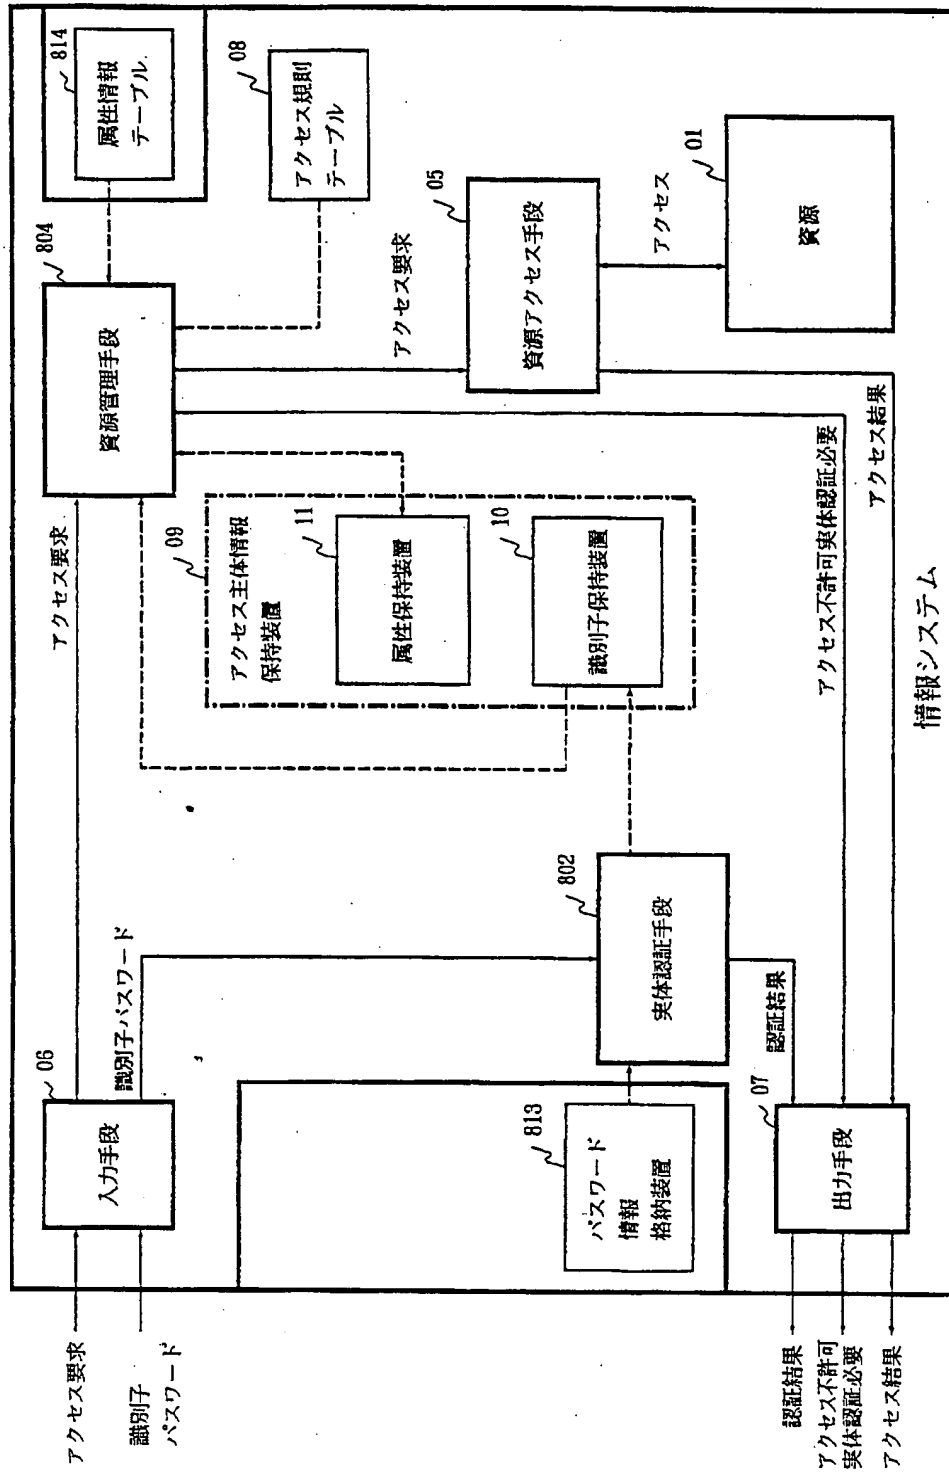 アクセス要求
識別子
パスワード
入力手段
06
アクセス要求
識別子パスワード
資源管理手段
804
属性情報
テーブル
814
アクセス規則
テーブル
08
アクセス主体情報
保持装置
09
属性保持装置
11
識別子保持装置
10
アクセス要求
資源アクセス手段
05
アクセス
資源
01
パスワード
情報
格納装置
813
実体認証手段
802
認証結果
アクセス不許可実体認証必要
アクセス結果
出力手段
07
認証結果
アクセス不許可
実体認証必要
アクセス結果
情報システム